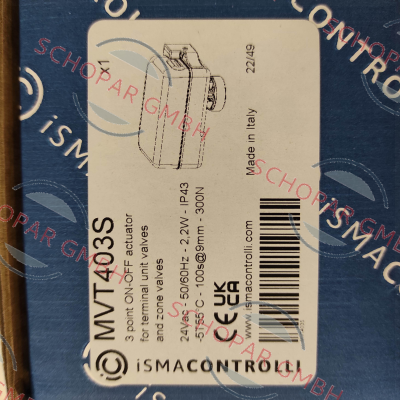 iSMACONTROLLI
x1
22/49
Made in Italy
MVT403S
3 point ON-OFF actuator
for terminal unit valves
and zone valves
24Vac - 50/60Hz - 2,2W - IP43
-5T55°C - 100s@9mm - 300N
CE UK CA
www.ismacontrolli.com
iSMACONTROLLI
SCHOPAR GMBH
SCHOPAR GMBH
SCHOPAR GMBH
SCHOPAR GMBH